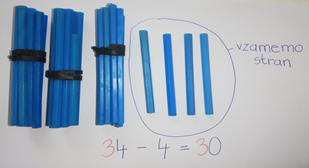 vzamemo
stran
34 - 4 = 30